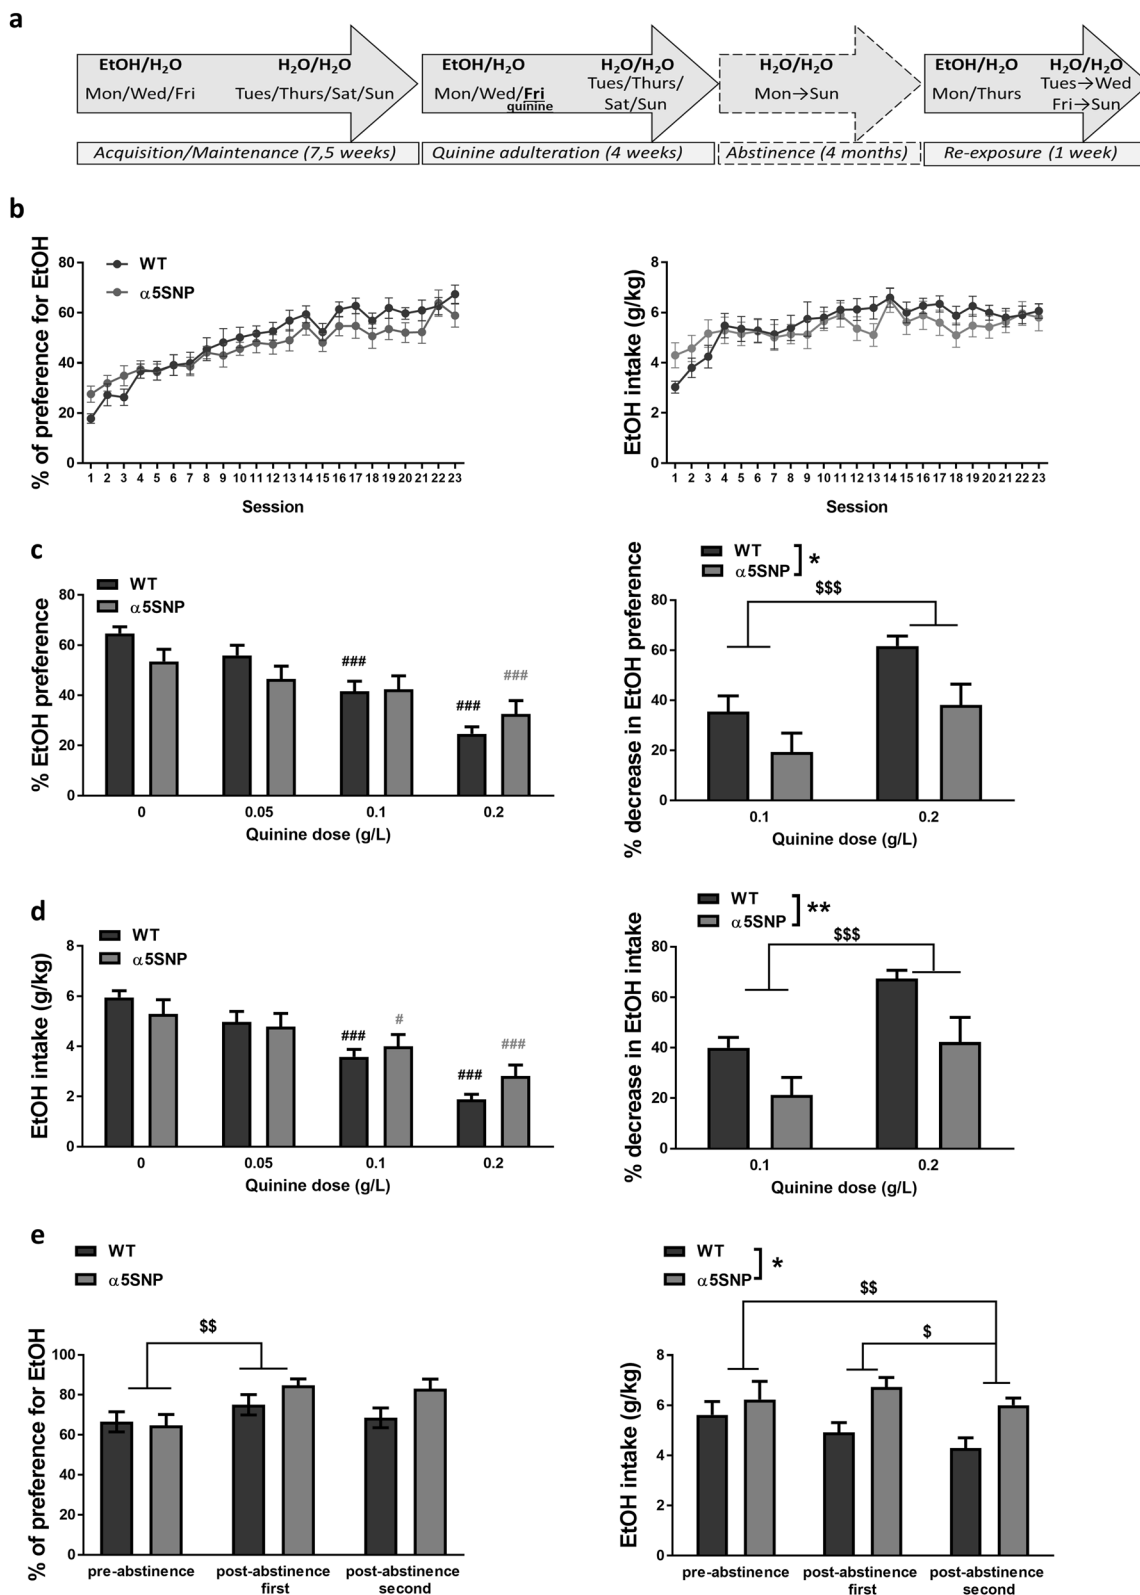 a
EtOH/H2O H2O/H2O EtOH/H2O H2O/H2O H2O/H2O EtOH/H2O H2O/H2O
Mon/Wed/Fri Tues/Thurs/Sat/Sun Mon/Wed/Fri Tues/Thurs/ Mon→Sun Mon/Thurs Tues→Wed
quinine Sat/Sun Fri→Sun
Acquisition/Maintenance (7,5 weeks) Quinine adulteration (4 weeks) Abstinence (4 months) Re-exposure (1 week)
b
% of preference for EtOH
WT
α5SNP
80
60
40
20
0
1 2 3 4 5 6 7 8 9 10 11 12 13 14 15 16 17 18 19 20 21 22 23
Session
EtOH intake (g/kg)
8
6
4
2
0
1 2 3 4 5 6 7 8 9 10 11 12 13 14 15 16 17 18 19 20 21 22 23
Session
c
WT
α5SNP
% EtOH preference
80
60
40
20
0
### ### ###
0 0.05 0.1 0.2
Quinine dose (g/L)
WT
α5SNP
*
$$$
% decrease in EtOH preference
80
60
40
20
0
0.1 0.2
Quinine dose (g/L)
d
WT
α5SNP
EtOH intake (g/kg)
8
6
4
2
0
### # ### ###
0 0.05 0.1 0.2
Quinine dose (g/L)
WT
α5SNP
**
$$$
% decrease in EtOH intake
80
60
40
20
0
0.1 0.2
Quinine dose (g/L)
e
WT
α5SNP
$$
% of preference for EtOH
100
80
60
40
20
0
pre-abstinence post-abstinence post-abstinence
first second
WT
α5SNP
*
$$
$
EtOH intake (g/kg)
8
6
4
2
0
pre-abstinence post-abstinence post-abstinence
first second